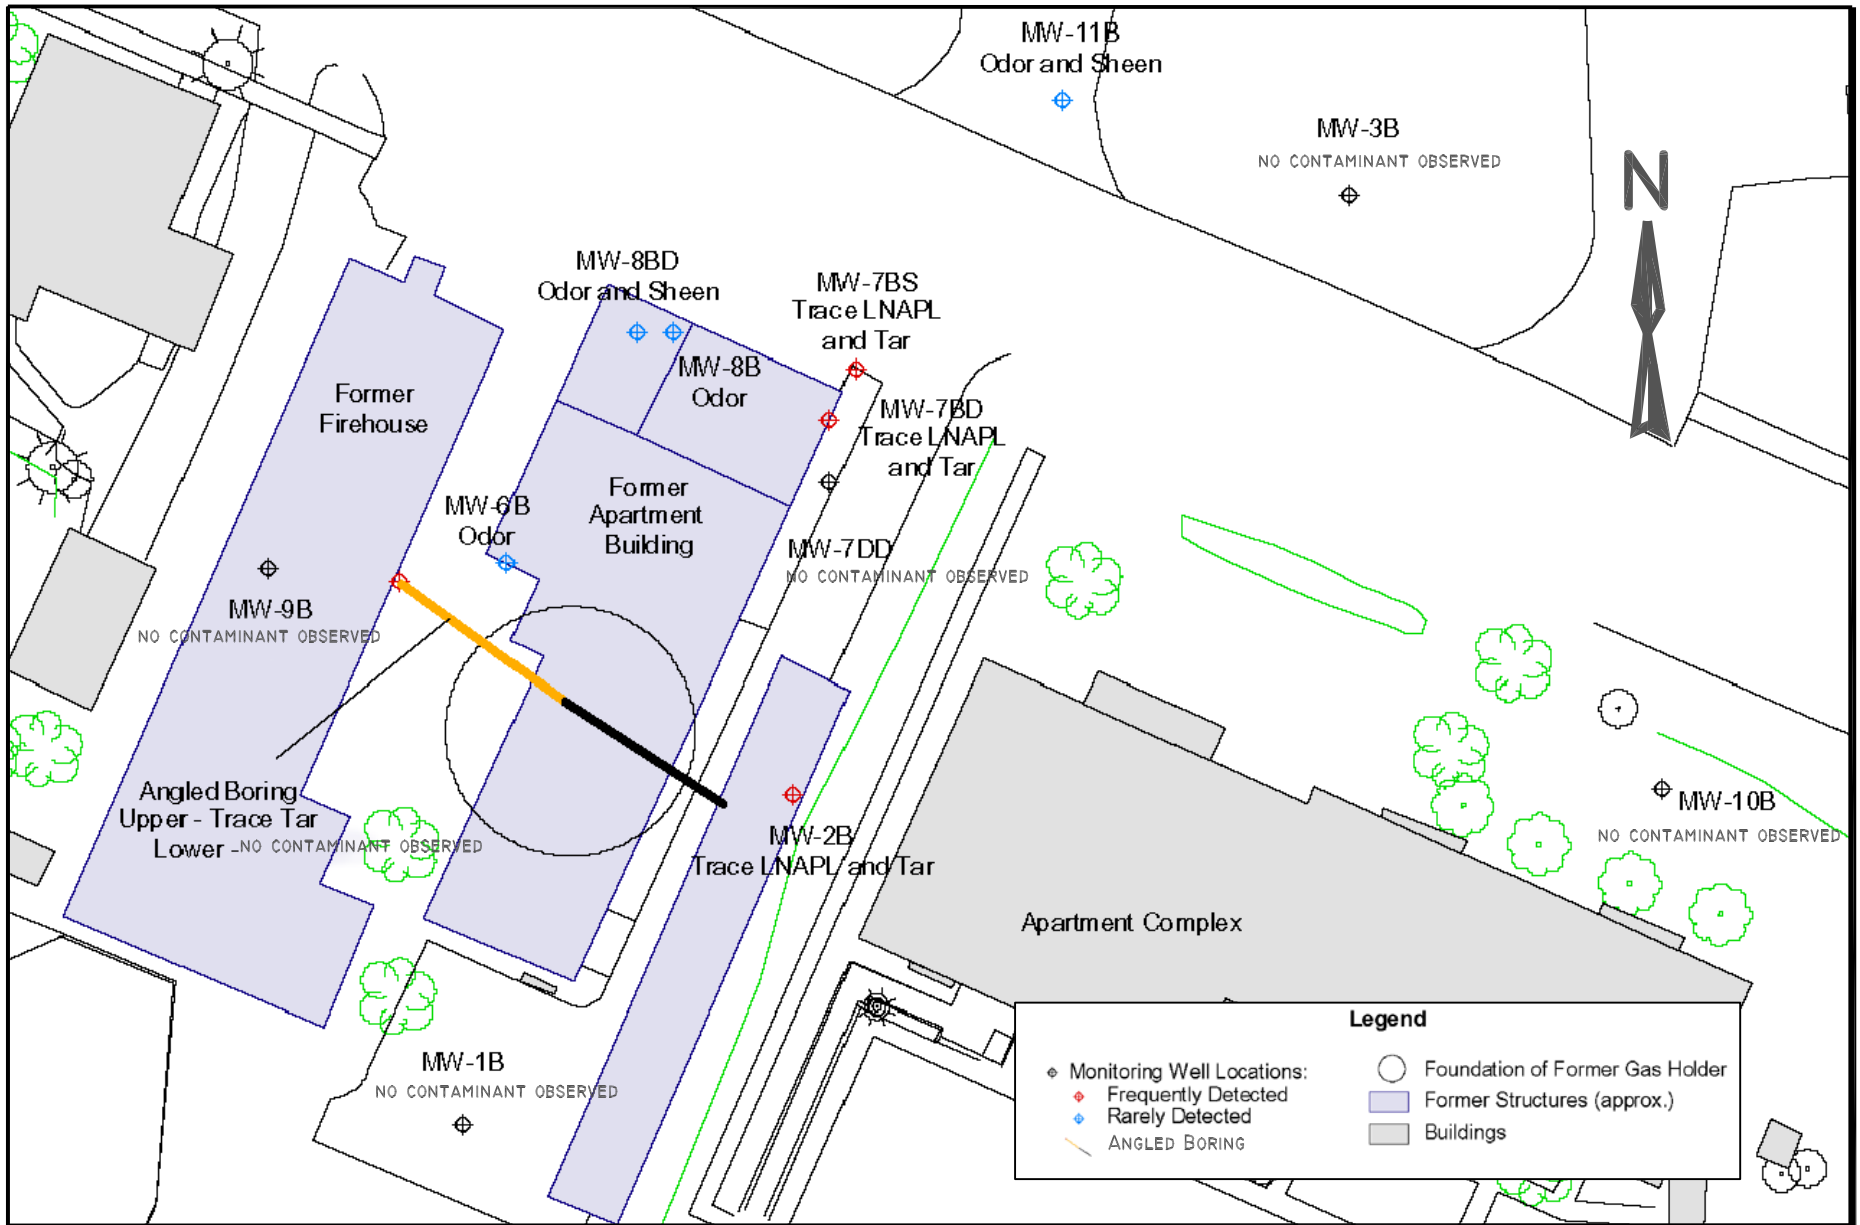 MW-11B
Odor and Sheen
MW-3B
NO CONTAMINANT OBSERVED
N
MW-8BD
Odor and Sheen
MW-7BS
Trace LNAPL
and Tar
MW-8B
Odor
Former
Firehouse
MW-7BD
Trace LNAPL
and Tar
MW-6B
Odor
Former
Apartment
Building
MW-7DD
NO CONTAMINANT OBSERVED
MW-9B
NO CONTAMINANT OBSERVED
Angled Boring
Upper - Trace Tar
Lower - NO CONTAMINANT OBSERVED
MW-2B
Trace LNAPL and Tar
MW-10B
NO CONTAMINANT OBSERVED
Apartment Complex
MW-1B
NO CONTAMINANT OBSERVED
Legend
Monitoring Well Locations:
Frequently Detected
Rarely Detected
ANGLED BORING
Foundation of Former Gas Holder
Former Structures (approx.)
Buildings